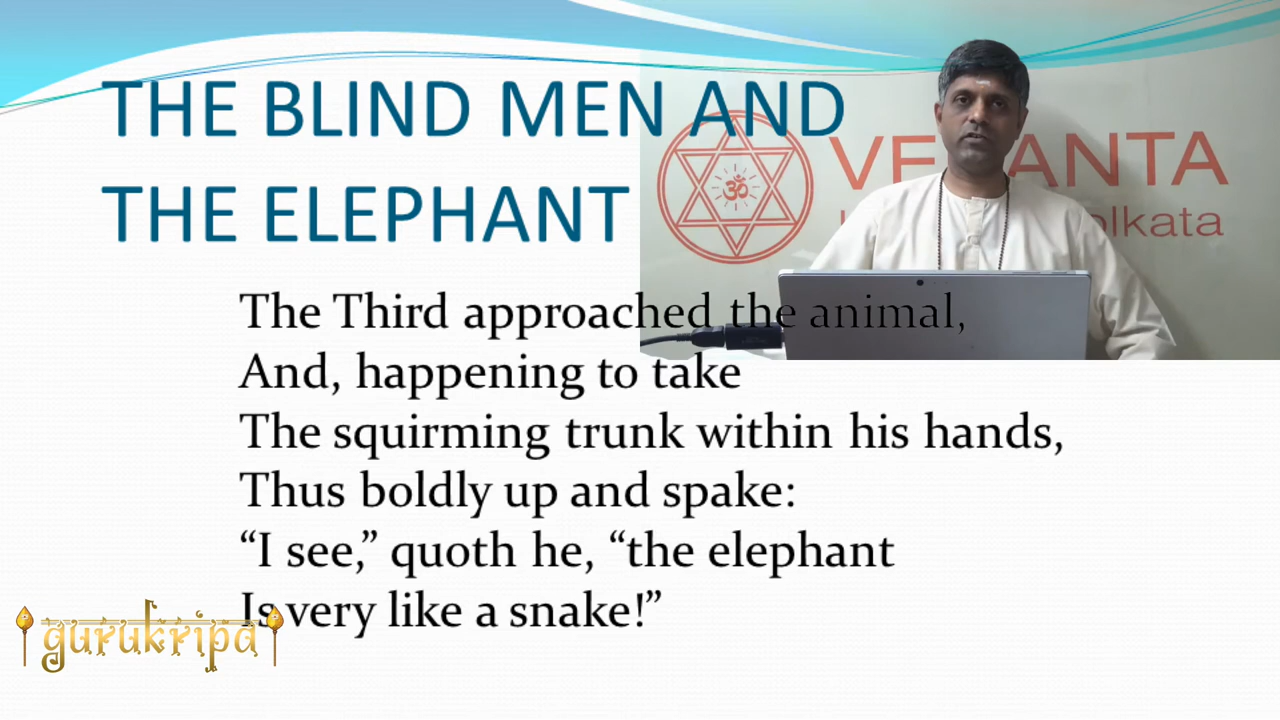 THE BLIND MEN AND
THE ELEPHANT
VE ANTA
olkata
The Third approached the animal,
And, happening to take
The squirming trunk within his hands,
Thus boldly up and spake:
“I see,” quoth he, “the elephant
Is very like a snake!”
gurukripa